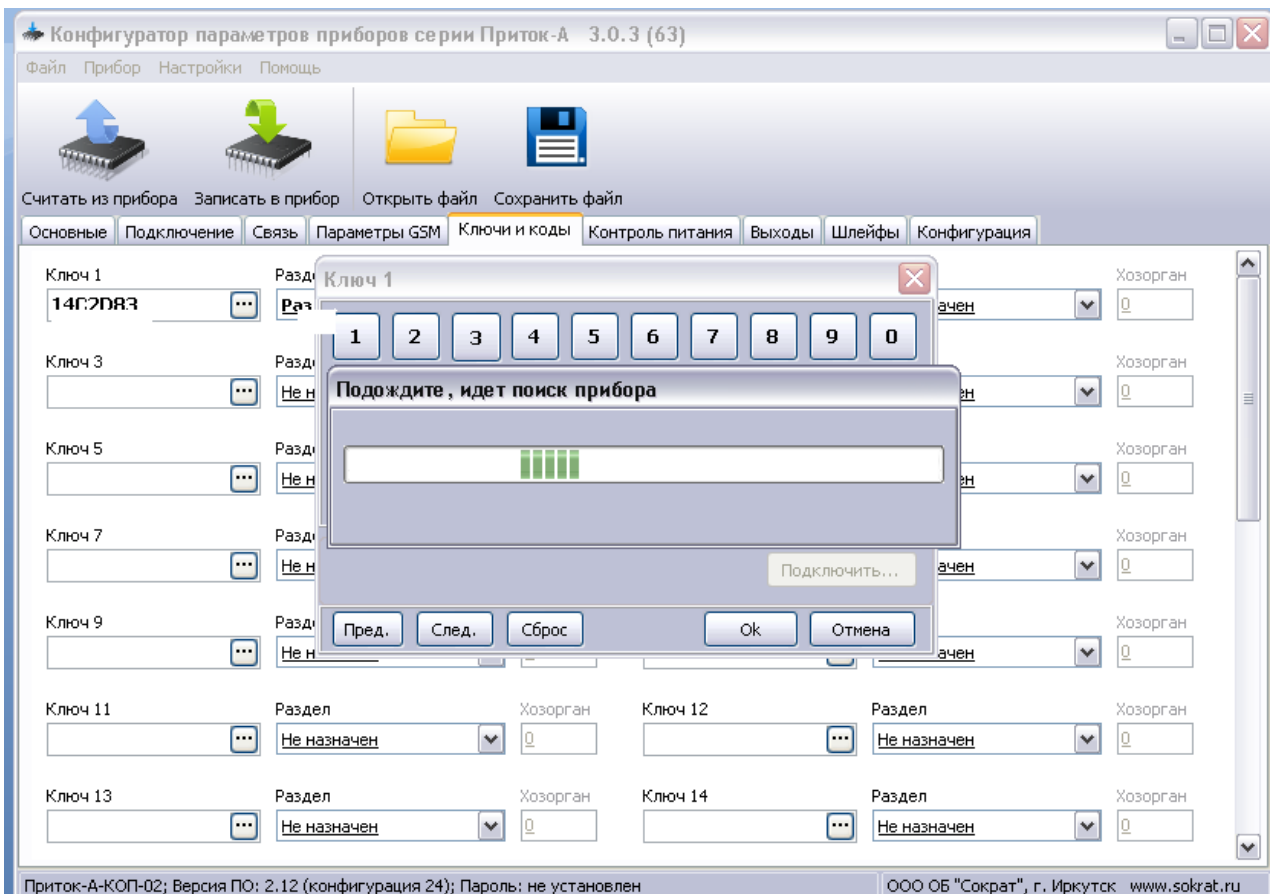 Конфигуратор параметров приборов серии Приток-А 3.0.3 (63)
Файл Прибор Настройки Помощь
Считать из прибора Записать в прибор Открыть файл Сохранить файл
Основные Подключение Связь Параметры GSM Ключи и коды Контроль питания Выходы Шлейфы Конфигурация
Ключ 1 Ключ 1 Хозорган
14C2D83 0
1 2 3 4 5 6 7 8 9 0
Ключ 3 Хозорган
0
Подождите, идет поиск прибора
Ключ 5 Хозорган
0
Ключ 7 Хозорган
0
Подключить...
Ключ 9 Хозорган
0
Пред. След. Сброс Ok Отмена
Ключ 11 Раздел Хозорган Ключ 12 Раздел Хозорган
Не назначен 0 Не назначен 0
Ключ 13 Раздел Хозорган Ключ 14 Раздел Хозорган
Не назначен 0 Не назначен 0
Приток-А-КОП-02; Версия ПО: 2.12 (конфигурация 24); Пароль: не установлен ООО ОБ "Сократ", г. Иркутск www.sokrat.ru